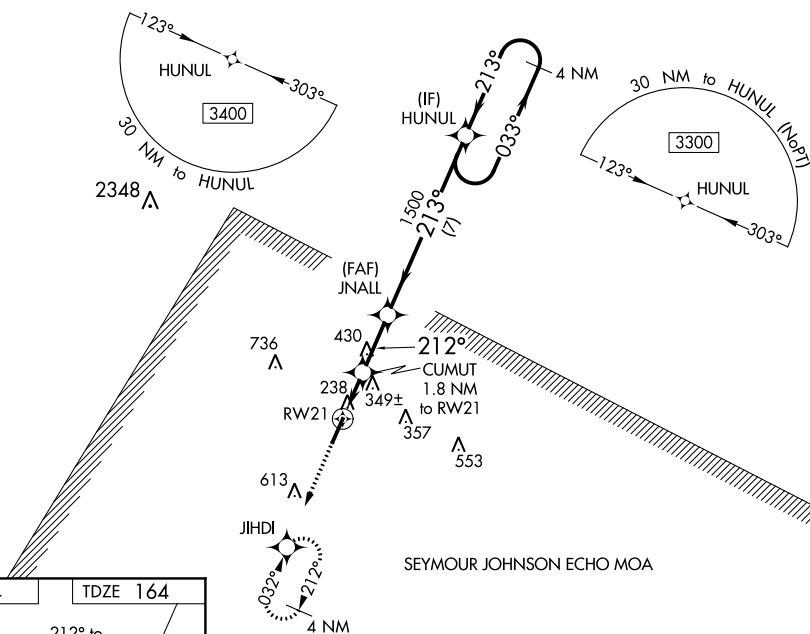 123°
HUNUL
303°
3400
30 NM to HUNUL
2348
213°
4 NM
(IF)
HUNUL
033°
30 NM to HUNUL (NoPT)
3300
123°
HUNUL
303°
1500
213°
(7)
(FAF)
JNALL
736
430
212°
CUMUT
1.8 NM
to RW21
238
349±
RW21
357
553
613
JIHDI
032°
212°
4 NM
SEYMOUR JOHNSON ECHO MOA
TDZE 164
212° to